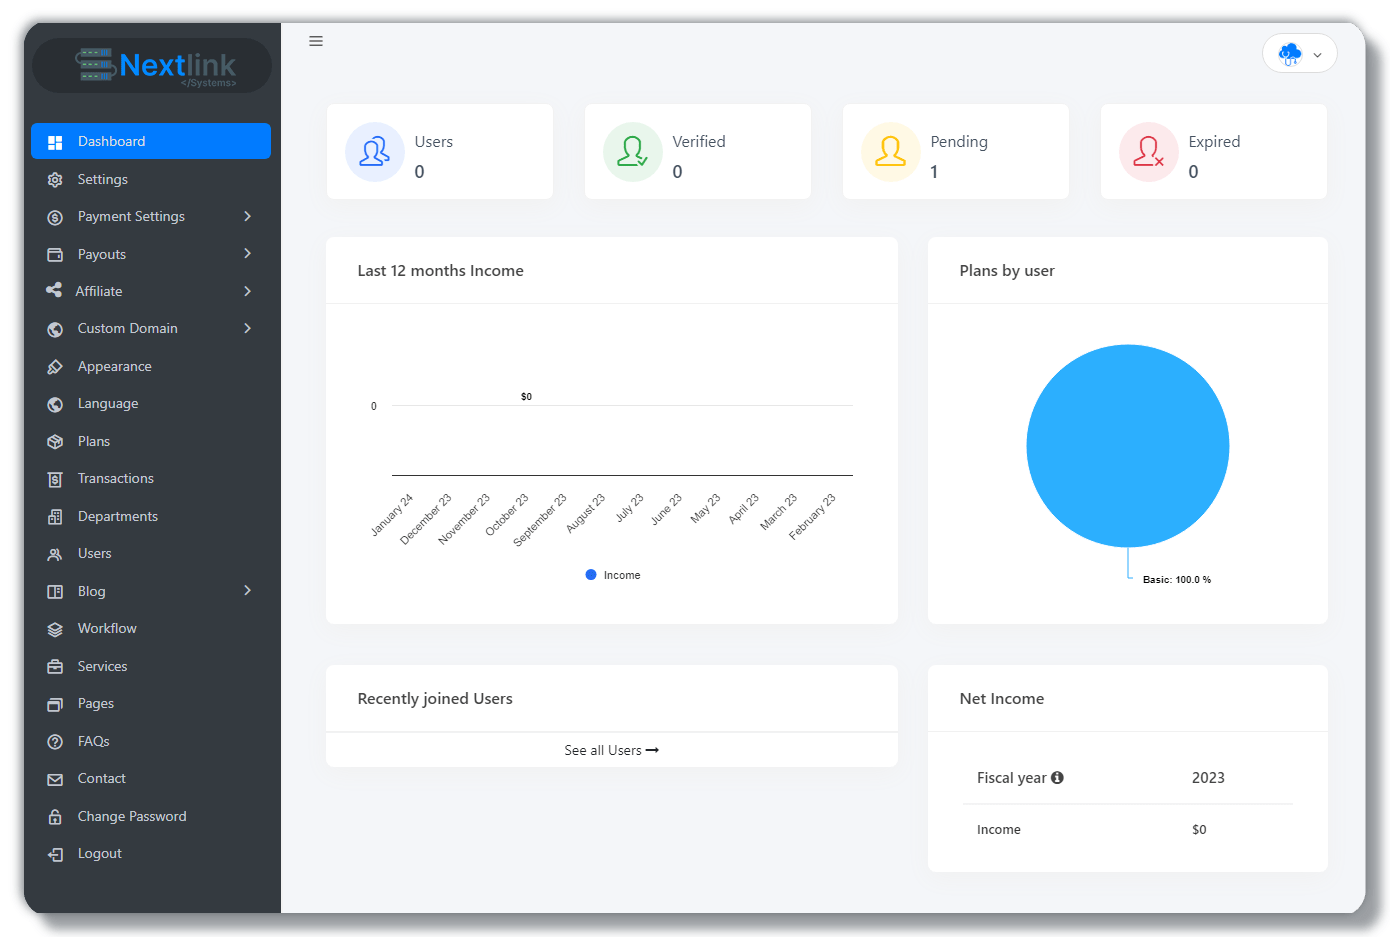 Nextlink
</Systems>
Dashboard
Settings
Payment Settings
Payouts
Affiliate
Custom Domain
Appearance
Language
Plans
Transactions
Departments
Users
Blog
Workflow
Services
Pages
FAQs
Contact
Change Password
Logout
Users
0
Verified
0
Pending
1
Expired
0
Last 12 months Income
$0
0
January 24
December 23
November 23
October 23
September 23
August 23
July 23
June 23
May 23
April 23
March 23
February 23
Income
Plans by user
Basic: 100.0 %
Recently joined Users
See all Users
Net Income
Fiscal year 2023
Income $0